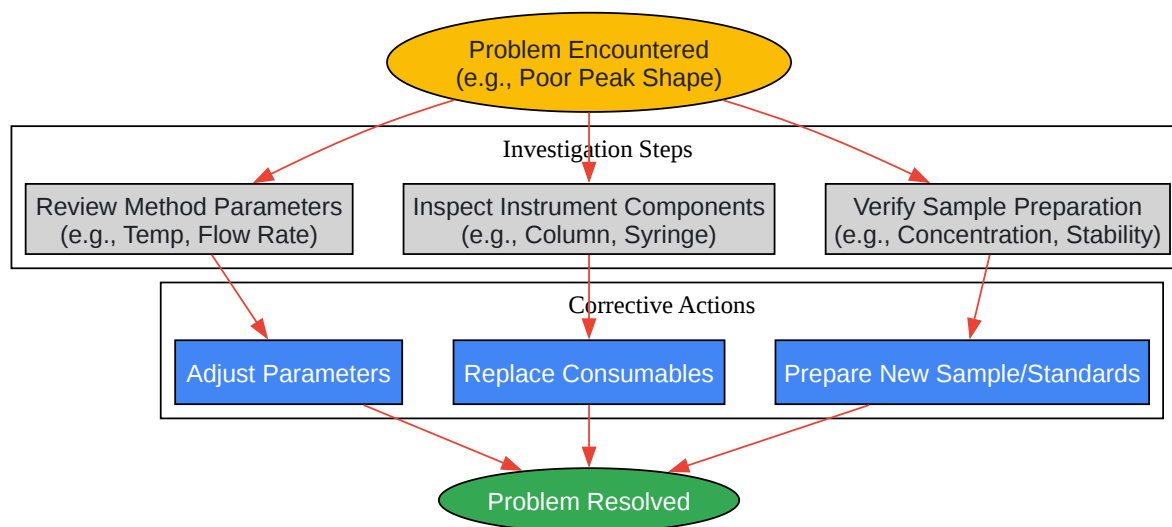 Problem Encountered
(e.g., Poor Peak Shape)
Investigation Steps
Review Method Parameters
(e.g., Temp, Flow Rate)
Inspect Instrument Components
(e.g., Column, Syringe)
Verify Sample Preparation
(e.g., Concentration, Stability)
Corrective Actions
Adjust Parameters
Replace Consumables
Prepare New Sample/Standards
Problem Resolved